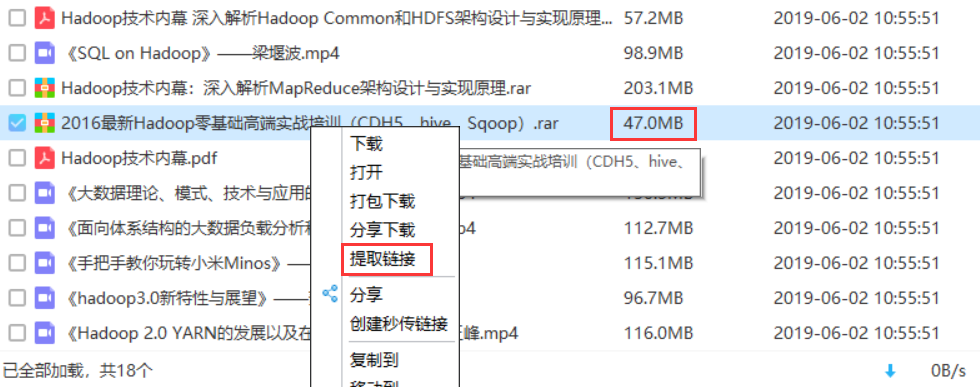 Hadoop技术内幕 深入解析Hadoop Common和HDFS架构设计与实现原理... 57.2MB 2019-06-02 10:55:51
《SQL on Hadoop》——梁堰波.mp4 98.9MB 2019-06-02 10:55:51
Hadoop技术内幕：深入解析MapReduce架构设计与实现原理.rar 203.1MB 2019-06-02 10:55:51
2016最新Hadoop零基础高端实战培训（CDH5、hive、Sqoop）.rar 47.0MB 2019-06-02 10:55:51
Hadoop技术内幕.pdf 2019-06-02 10:55:51
基础高端实战培训（CDH5、hive、
《大数据理论、模式、技术与应用的 2019-06-02 10:55:51
《面向体系结构的大数据负载分析和 4 112.7MB 2019-06-02 10:55:51
《手把手教你玩转小米Minos》—— 115.1MB 2019-06-02 10:55:51
《hadoop3.0新特性与展望》—— 96.7MB 2019-06-02 10:55:51
《Hadoop 2.0 YARN的发展以及在 峰.mp4 116.0MB 2019-06-02 10:55:51
下载
打开
打包下载
分享下载
提取链接
分享
创建秒传链接
复制到
移动到
已全部加载，共18个 0B/s